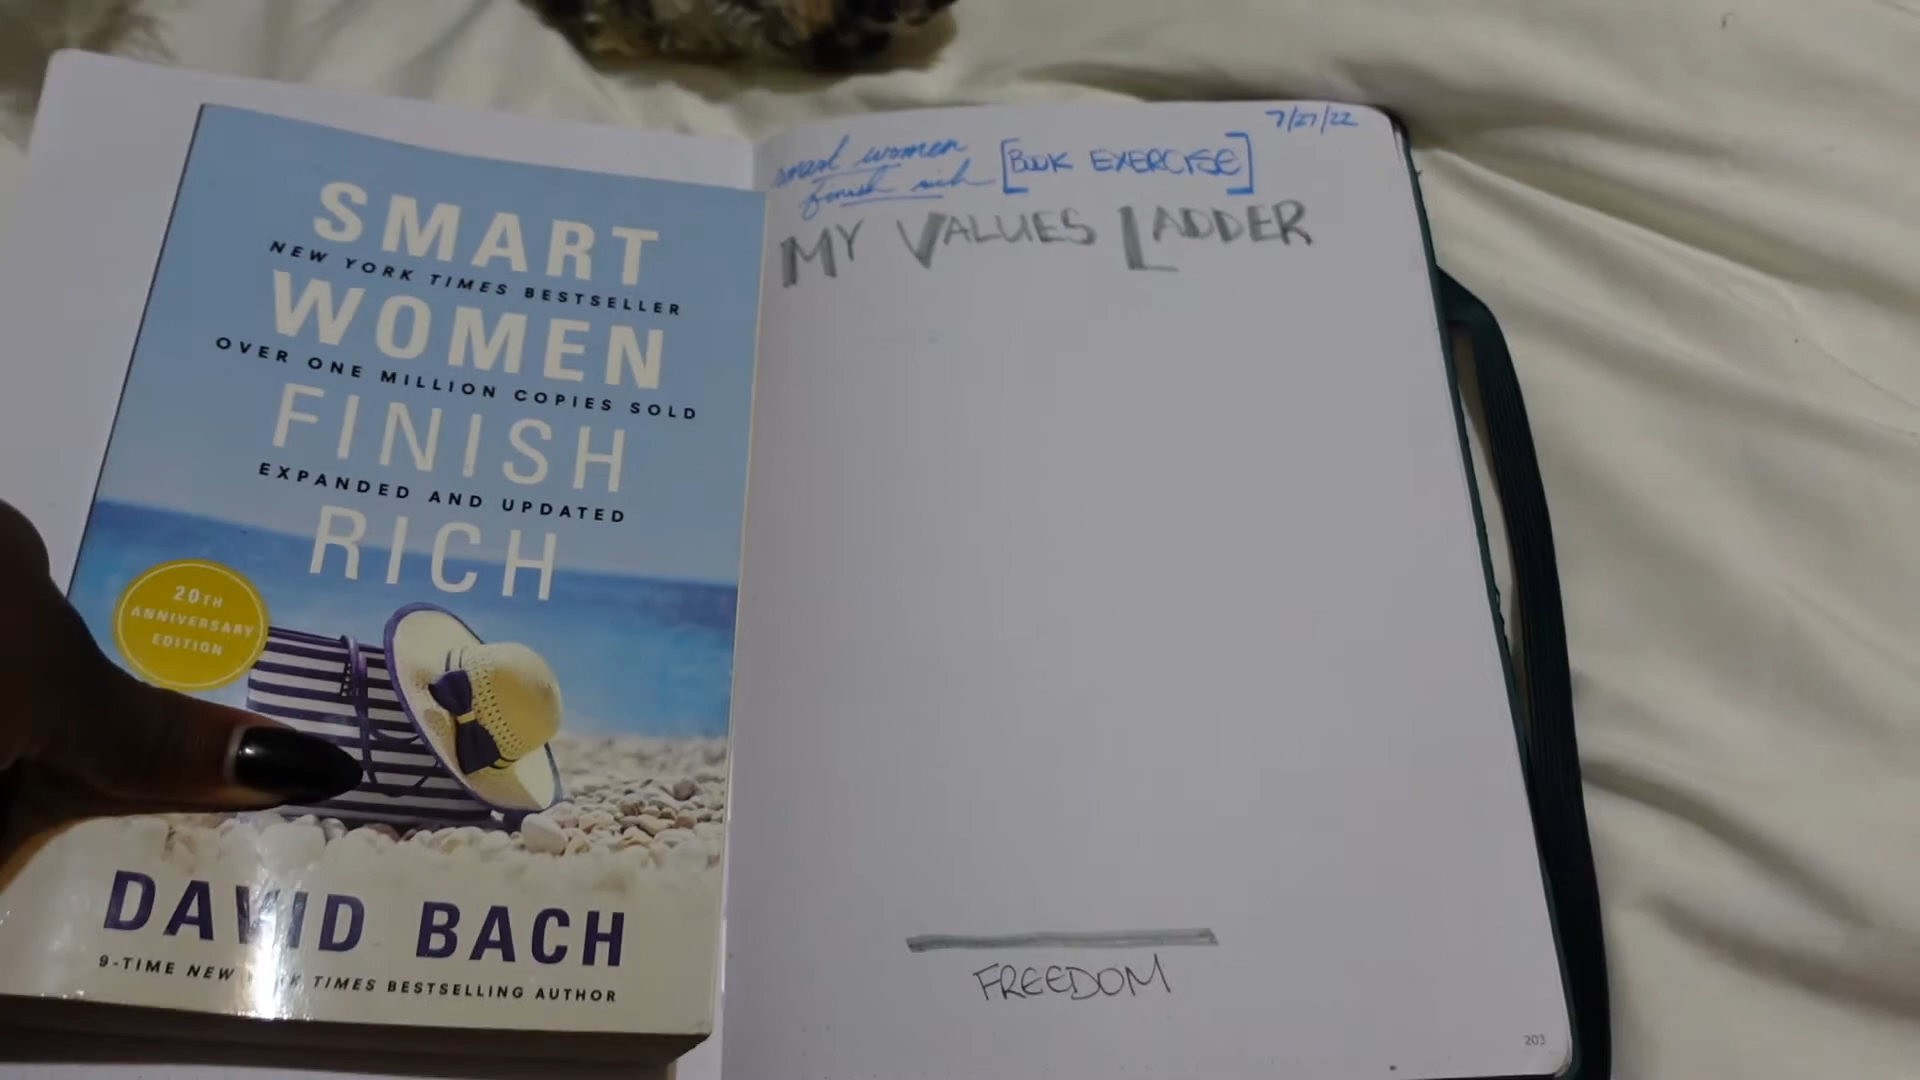 SMART
NEW YORK TIMES BESTSELLER
WOMEN
OVER ONE MILLION COPIES SOLD
FINISH
EXPANDED AND UPDATED
RICH
20TH
ANNIVERSARY
EDITION
DAVID BACH
9-TIME NEW YORK TIMES BESTSELLING AUTHOR
7/27/22
smart women
finish rich
[BOOK EXERCISE]
MY VALUES LADDER
FREEDOM
203